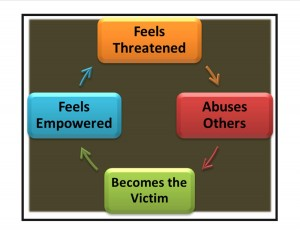 Feels
Threatened
Abuses
Others
Becomes the
Victim
Feels
Empowered